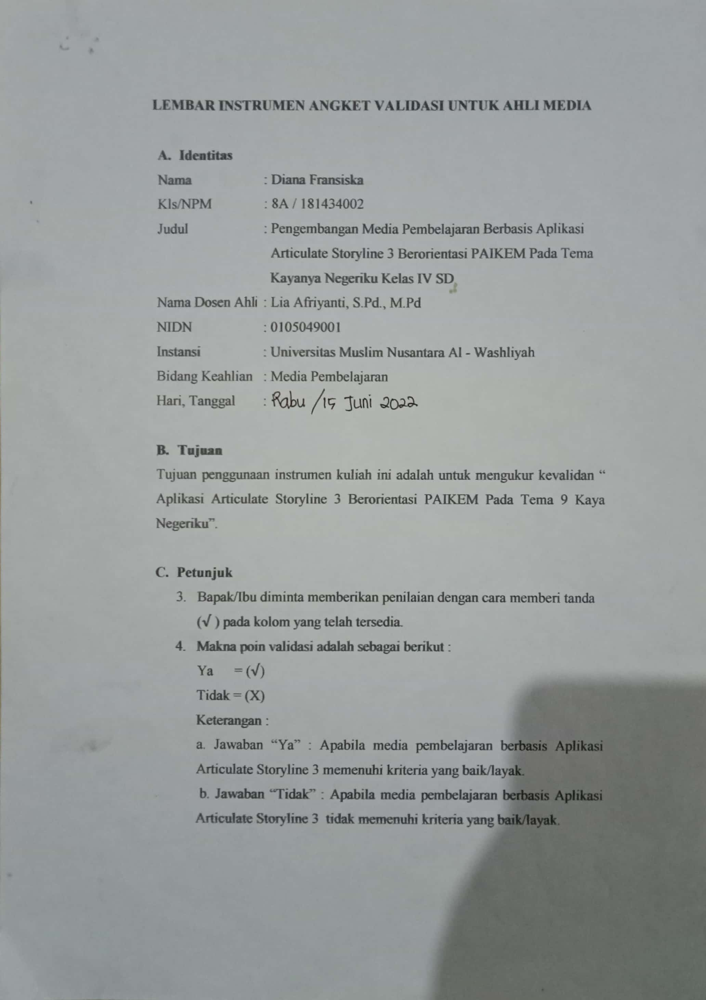 LEMBAR INSTRUMEN ANGKET VALIDASI UNTUK AHLI MEDIA
A. Identitas
Nama : Diana Fransiska
Kls/NPM : 8A / 181434002
Judul : Pengembangan Media Pembelajaran Berbasis Aplikasi
Articulate Storyline 3 Berorientasi PAIKEM Pada Tema
Kayanya Negeriku Kelas IV SD
Nama Dosen Ahli : Lia Afriyanti, S.Pd., M.Pd
NIDN : 0105049001
Instansi : Universitas Muslim Nusantara Al - Washliyah
Bidang Keahlian : Media Pembelajaran
Hari, Tanggal : Rabu /15 Juni 2022
B. Tujuan
Tujuan penggunaan instrumen kuliah ini adalah untuk mengukur kevalidan “
Aplikasi Articulate Storyline 3 Berorientasi PAIKEM Pada Tema 9 Kaya
Negeriku”.
C. Petunjuk
3. Bapak/Ibu diminta memberikan penilaian dengan cara memberi tanda
(√ ) pada kolom yang telah tersedia.
4. Makna poin validasi adalah sebagai berikut :
Ya = (√)
Tidak = (X)
Keterangan :
a. Jawaban “Ya” : Apabila media pembelajaran berbasis Aplikasi
Articulate Storyline 3 memenuhi kriteria yang baik/layak.
b. Jawaban “Tidak” : Apabila media pembelajaran berbasis Aplikasi
Articulate Storyline 3 tidak memenuhi kriteria yang baik/layak.